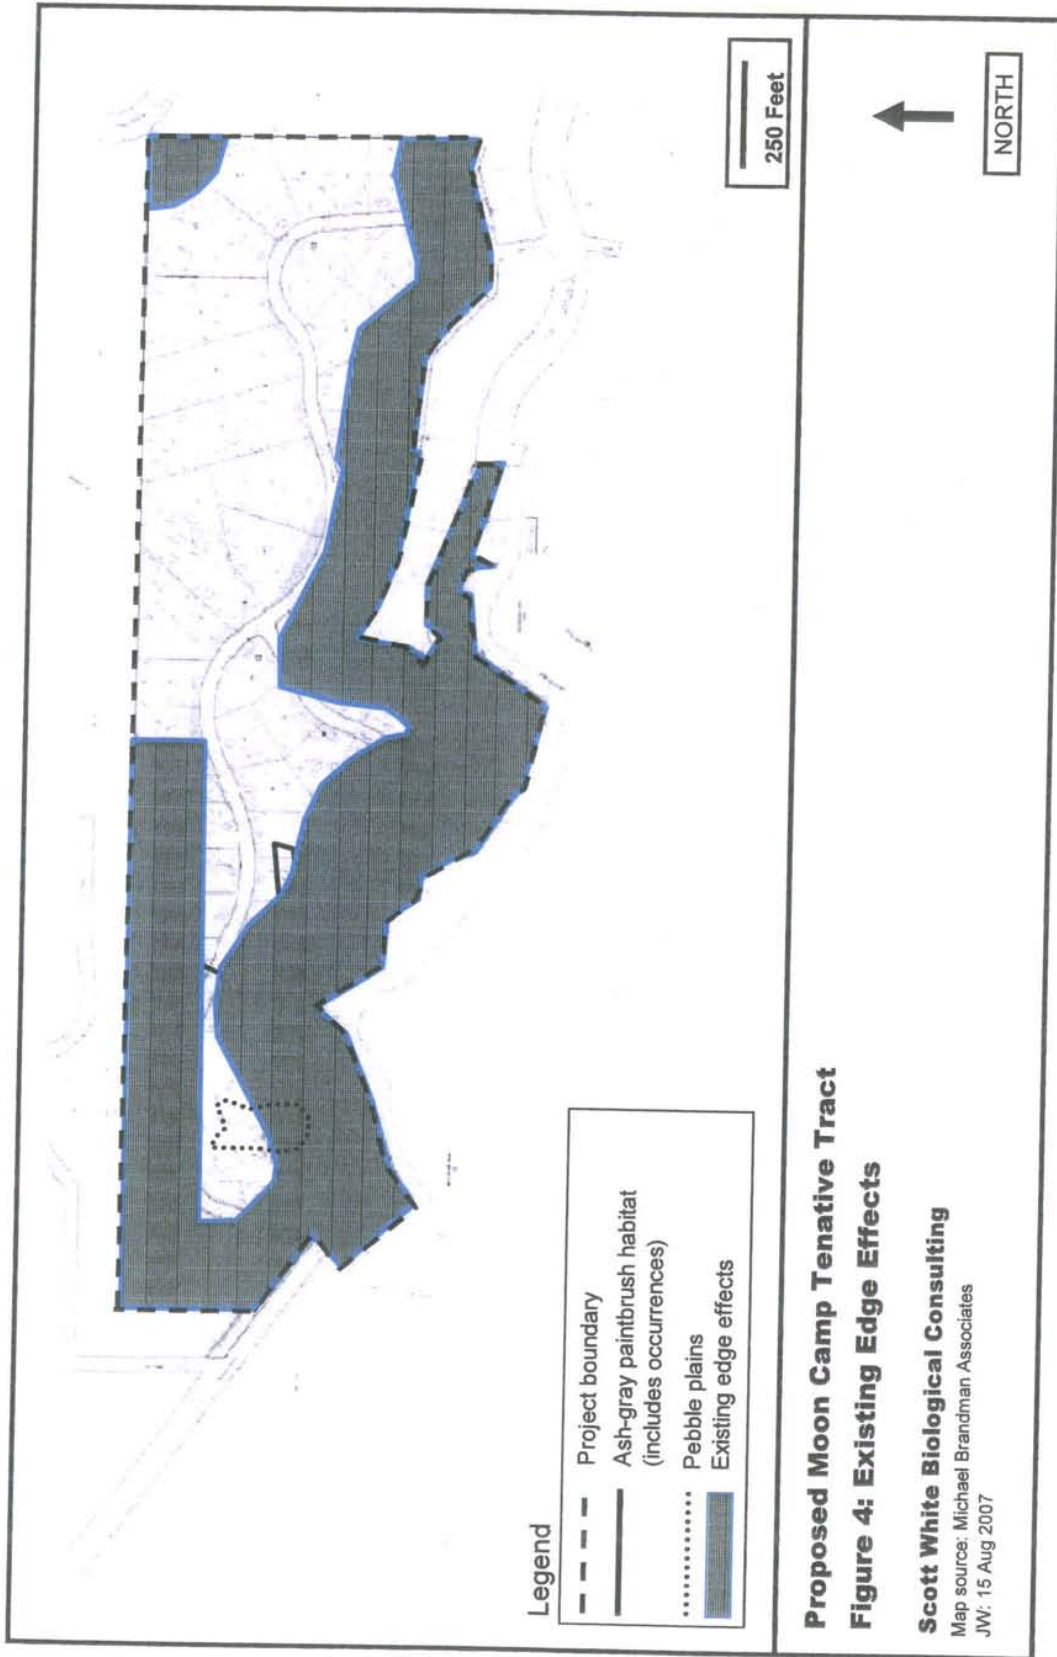 250 Feet
Legend
Project boundary
Ash-gray paintbrush habitat
(includes occurrences)
Pebble plains
Existing edge effects
Proposed Moon Camp Tenative Tract
Figure 4: Existing Edge Effects
Scott White Biological Consulting
Map source: Michael Brandman Associates
JW: 15 Aug 2007
NORTH